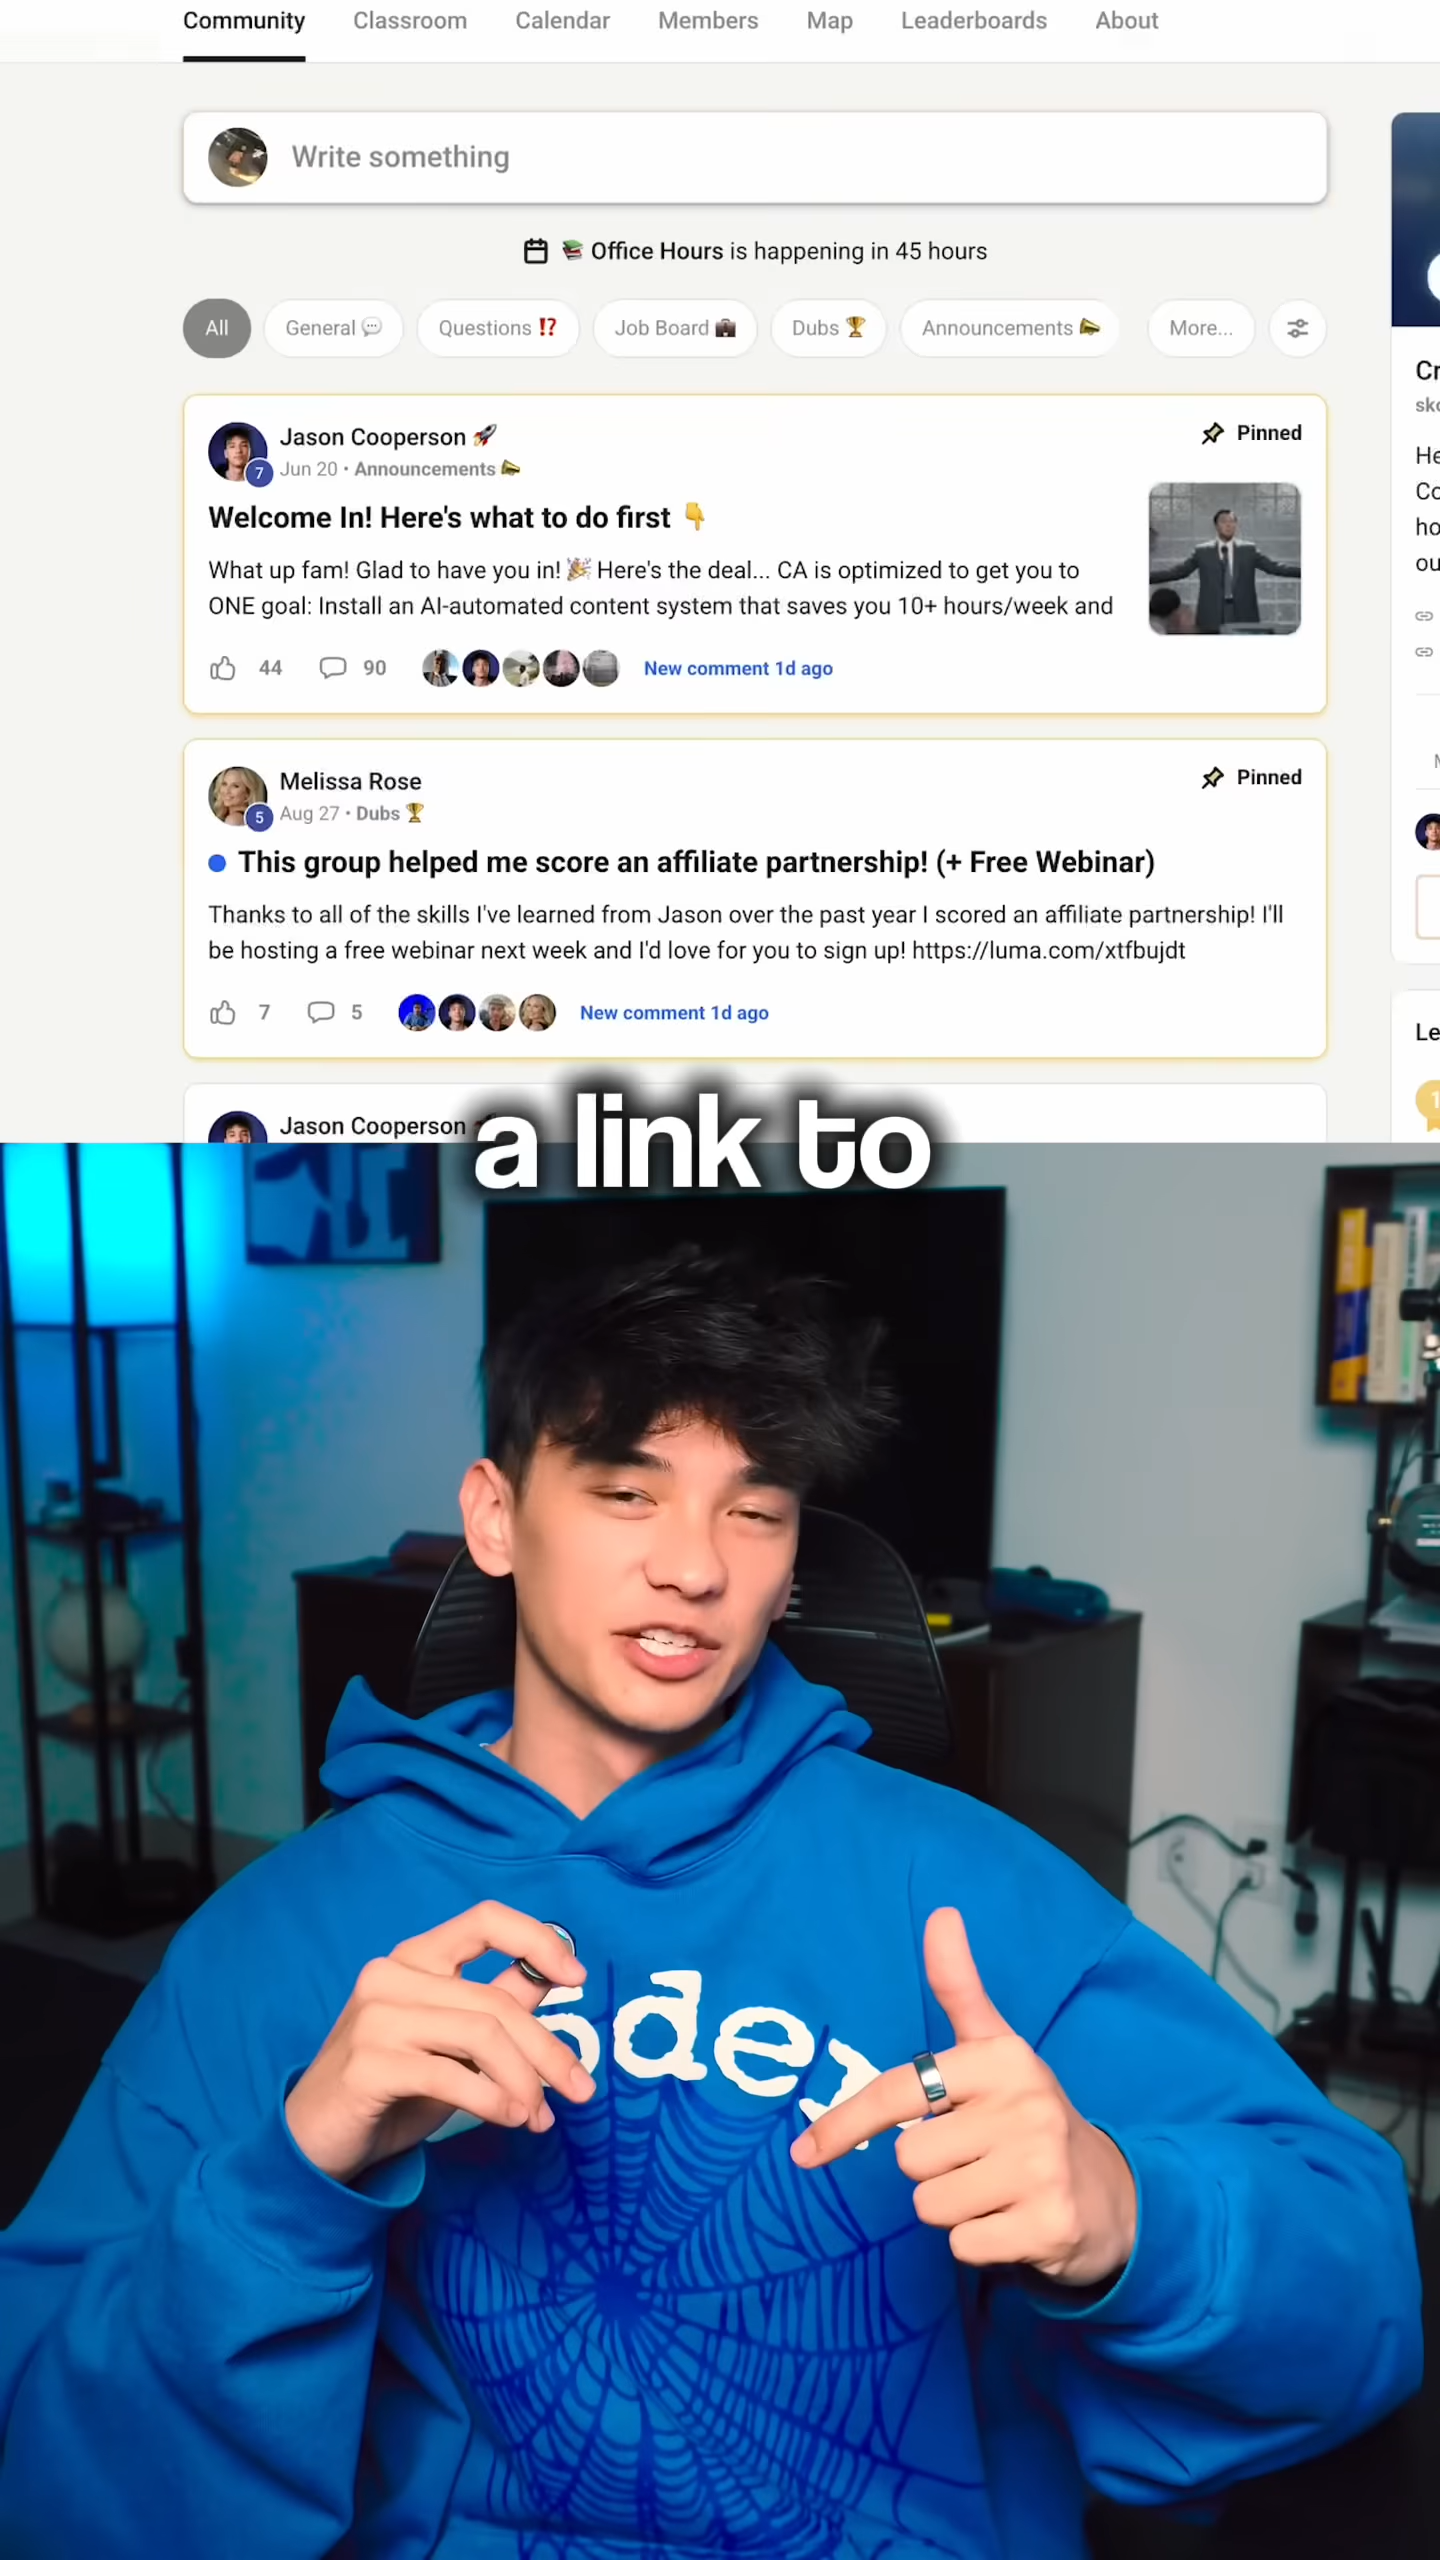 Community Classroom Calendar Members Map Leaderboards About
Write something
Office Hours is happening in 45 hours
All General Questions ⁉ Job Board Dubs Announcements More...
Jason Cooperson
7
Jun 20 • Announcements
Pinned
Welcome In! Here's what to do first
What up fam! Glad to have you in! Here's the deal... CA is optimized to get you to
ONE goal: Install an AI-automated content system that saves you 10+ hours/week and
44 90 New comment 1d ago
Melissa Rose
5
Aug 27 • Dubs
Pinned
This group helped me score an affiliate partnership! (+ Free Webinar)
Thanks to all of the skills I've learned from Jason over the past year I scored an affiliate partnership! I'll
be hosting a free webinar next week and I'd love for you to sign up! https://luma.com/xtfbujdt
7 5 New comment 1d ago
Jason Cooperson
a link to